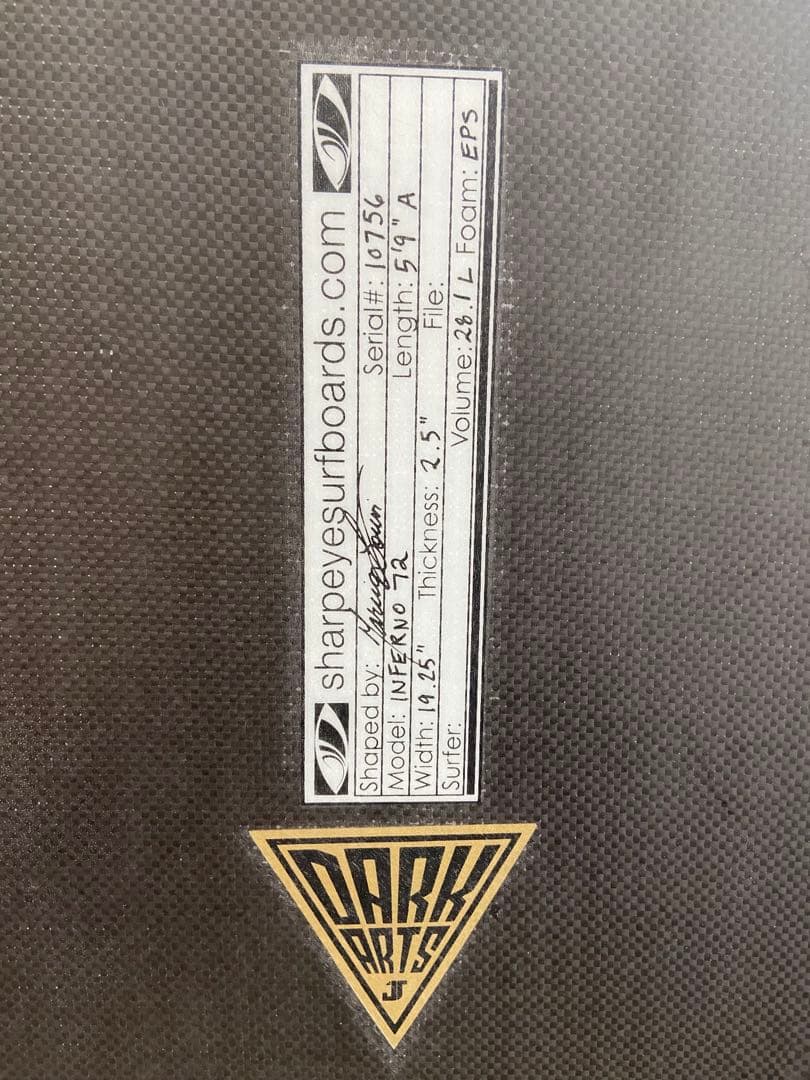 sharpeyesurfboards.com
Shaped by: Serial#: 10756
Model: INFERNO 72 Length: 5'9" A
Width: 19.25" Thickness: 2.5" File:
Surfer: Volume: 28.1 L Foam: EPS
DARK
ARTS